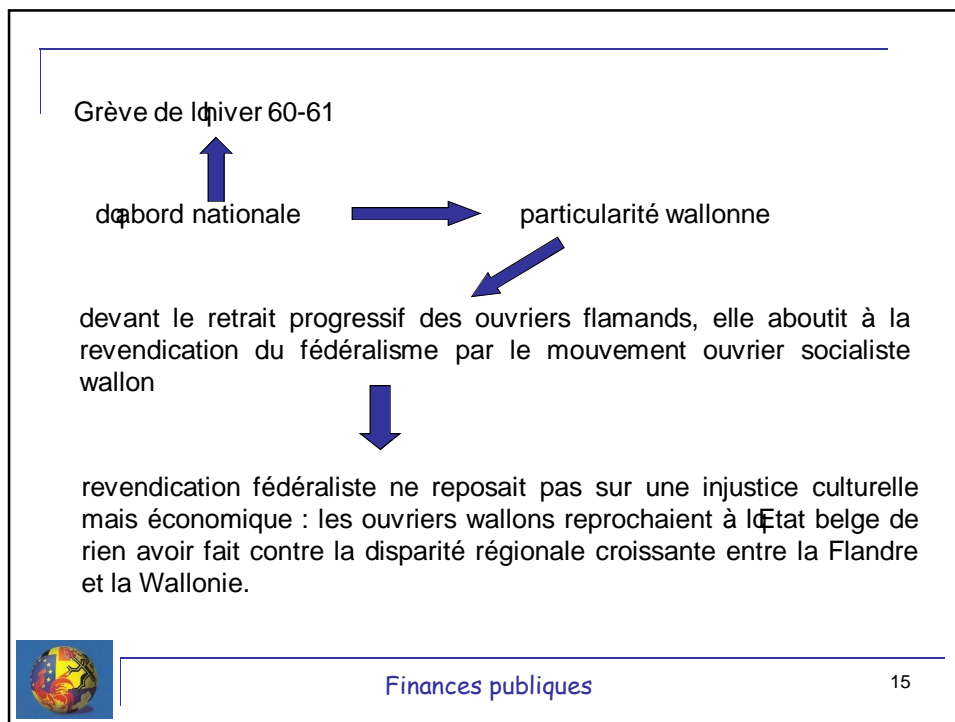 Grève de lqhiver 60-61
dqabord nationale
particularité wallonne
devant le retrait progressif des ouvriers flamands, elle aboutit à la
revendication du fédéralisme par le mouvement ouvrier socialiste
wallon
revendication fédéraliste ne reposait pas sur une injustice culturelle
mais économique : les ouvriers wallons reprochaient à lqEtat belge de
rien avoir fait contre la disparité régionale croissante entre la Flandre
et la Wallonie.
Finances publiques
15